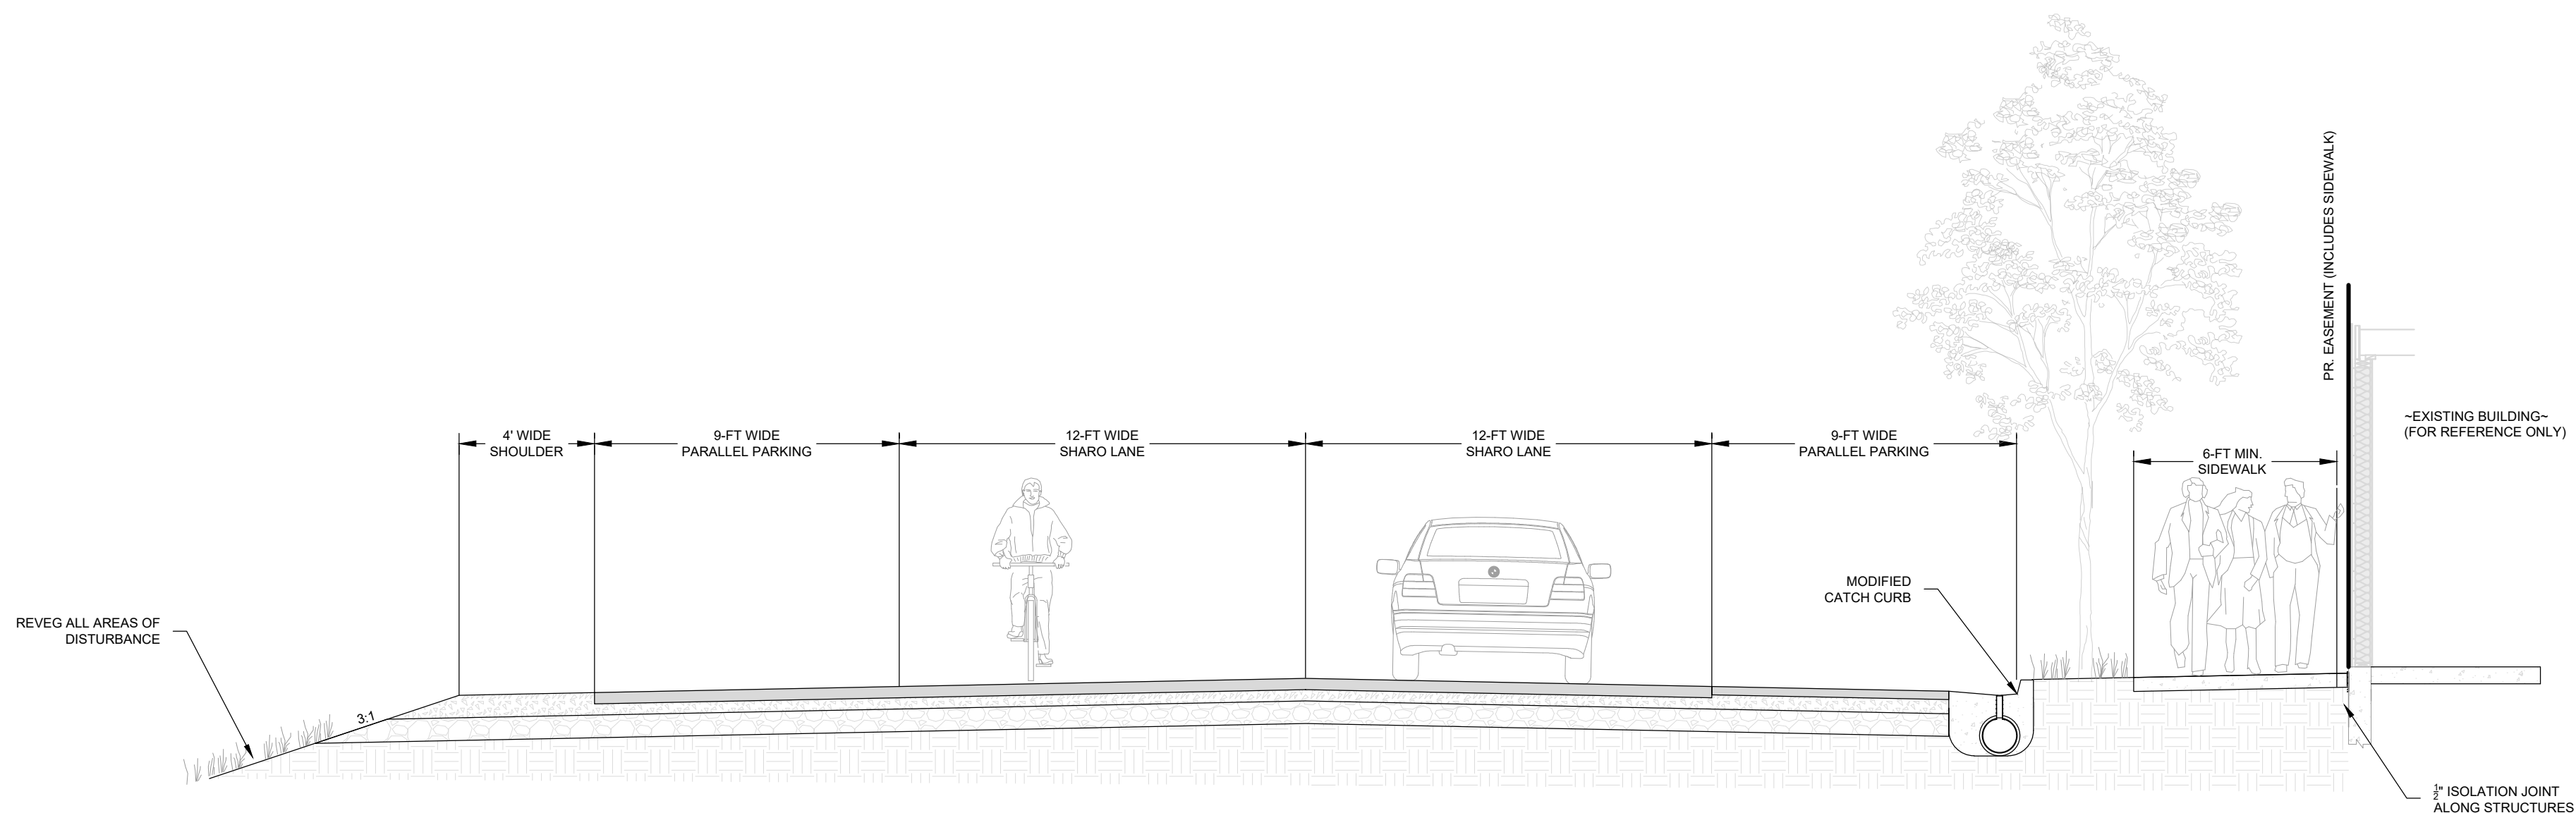 PR. EASEMENT (INCLUDES SIDEWALK)
~EXISTING BUILDING~
(FOR REFERENCE ONLY)
4' WIDE
SHOULDER
9-FT WIDE
PARALLEL PARKING
12-FT WIDE
SHARO LANE
12-FT WIDE
SHARO LANE
9-FT WIDE
PARALLEL PARKING
6-FT MIN.
SIDEWALK
MODIFIED
CATCH CURB
REVEG ALL AREAS OF
DISTURBANCE
3:1
½" ISOLATION JOINT
ALONG STRUCTURES